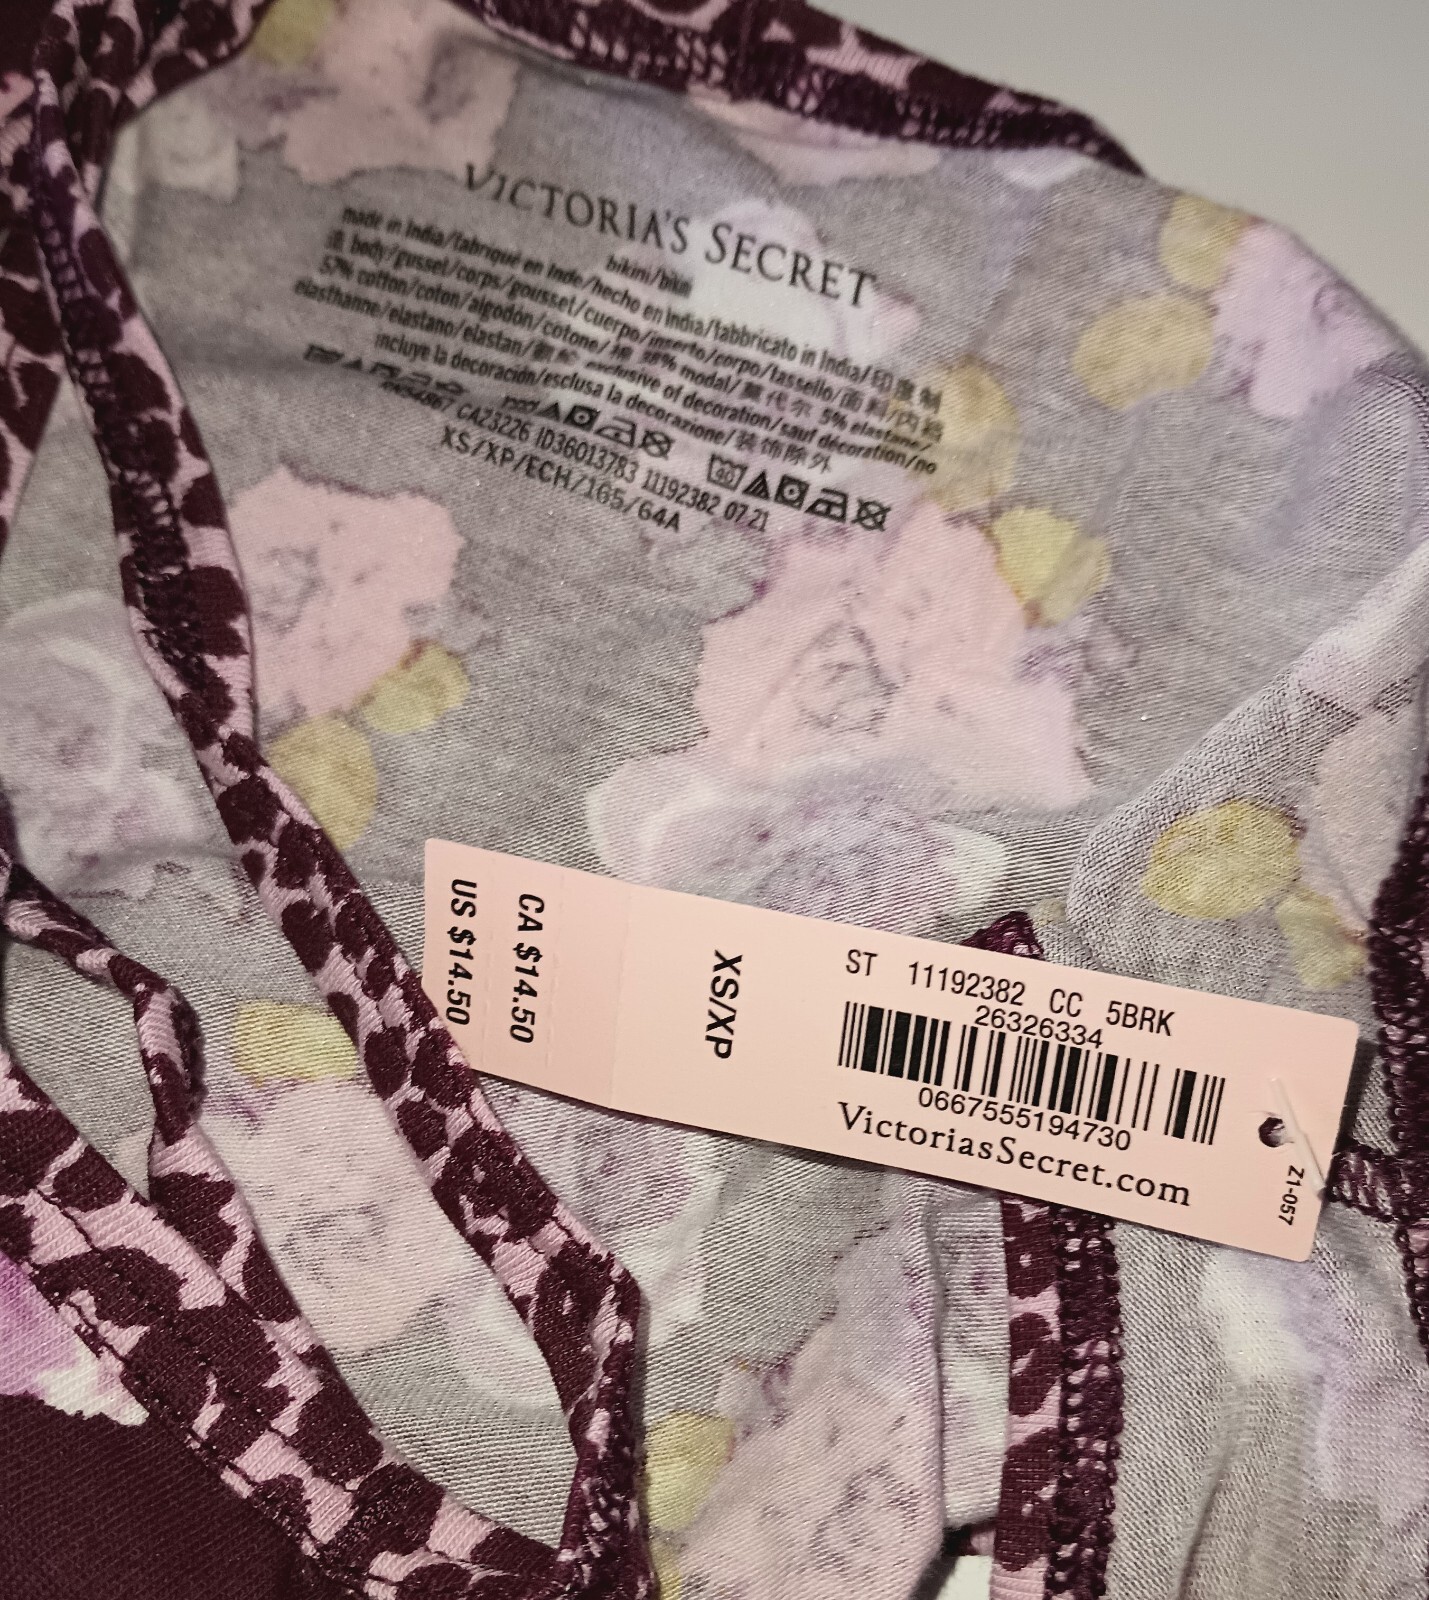 VICTORIA'S SECRET
bikini/bikin
made in India/fabriqué en Inde/hecho en India/fabbricato in India/印度制
body/gusset/corps/gousset/cuerpo/inserto/corpo/tassello/面料/内裆
57% cotton/coton/algodón/cotone/棉 38% modal/莫代尔 5% elastane/
elasthanne/elastano/elastan/氨纶 exclusive of decoration/sauf décoration/no
incluye la decoración/esclusa la decorazione/装饰除外
40
CA23226 ID36013783 11192382 07 21
XS/XP/ECH/165/64A
US $14.50
CA $14.50
XS/XP
ST 11192382 CC 5BRK
26326334
0667555194730
VictoriasSecret.com
Z1-057